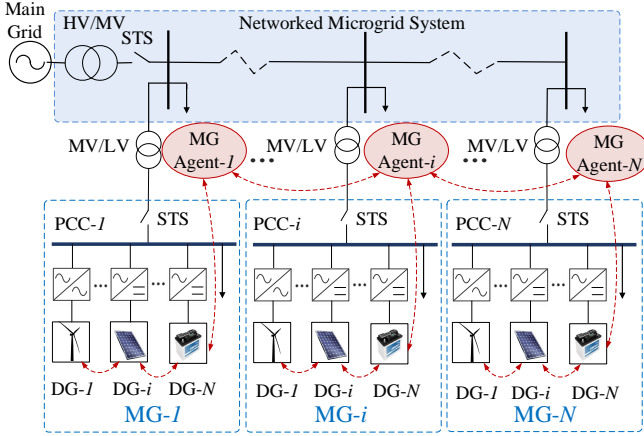 Main
Grid
HV/MV
STS
Networked Microgrid System
MV/LV
MG
Agent-1
...
MV/LV
MG
Agent-i
...
MV/LV
MG
Agent-N
PCC-1
STS
PCC-i
STS
PCC-N
STS
... ...
... ...
... ...
DG-1 DG-i DG-N
DG-1 DG-i DG-N
DG-1 DG-i DG-N
MG-1
MG-i
MG-N